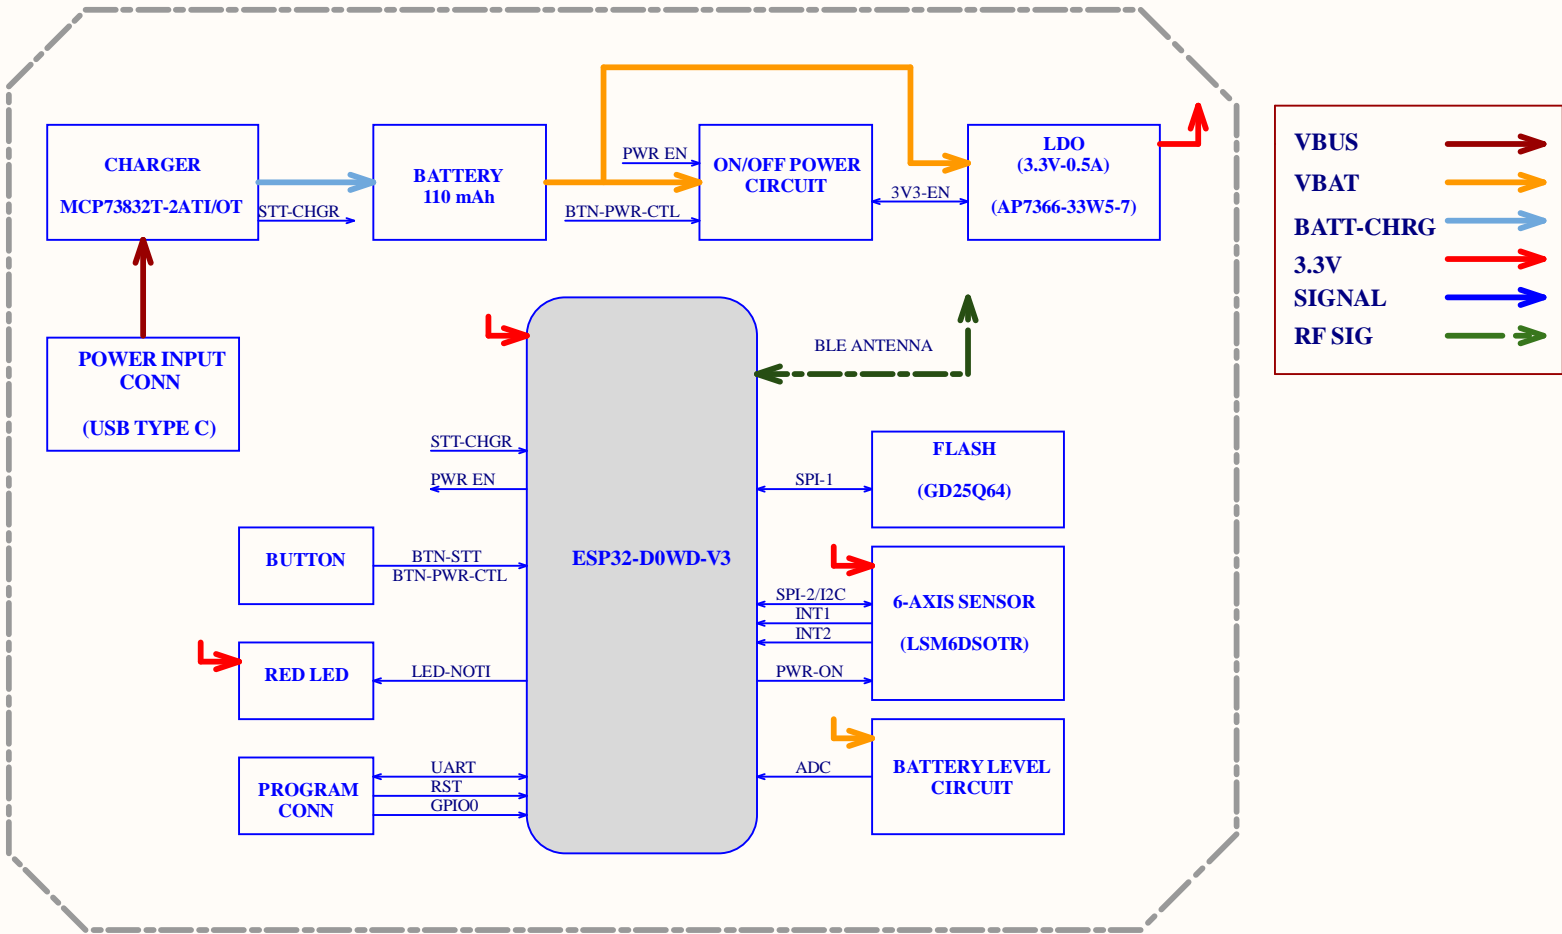 CHARGER
MCP73832T-2ATI/OT
STT-CHGR
BATTERY
110 mAh
PWR EN
BTN-PWR-CTL
ON/OFF POWER
CIRCUIT
3V3-EN
LDO
(3.3V-0.5A)
(AP7366-33W5-7)
VBUS
VBAT
BATT-CHRG
3.3V
SIGNAL
RF SIG
POWER INPUT
CONN
(USB TYPE C)
BLE ANTENNA
STT-CHGR
PWR EN
ESP32-D0WD-V3
SPI-1
FLASH
(GD25Q64)
BUTTON
BTN-STT
BTN-PWR-CTL
SPI-2/I2C
INT1
INT2
PWR-ON
6-AXIS SENSOR
(LSM6DSOTR)
RED LED
LED-NOTI
PROGRAM
CONN
UART
RST
GPIO0
ADC
BATTERY LEVEL
CIRCUIT